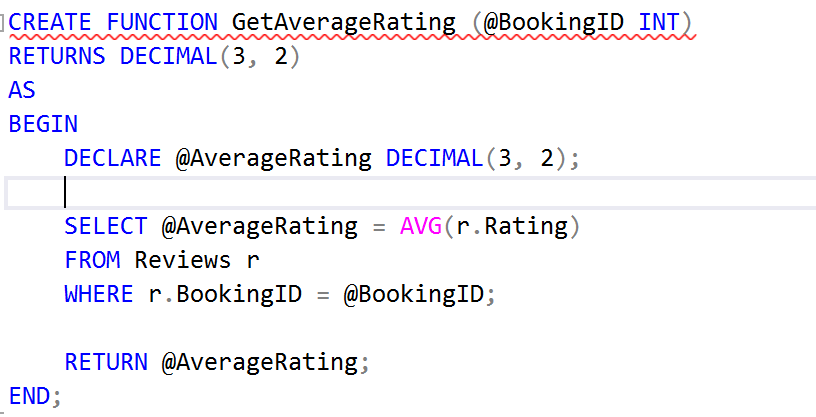 CREATE FUNCTION GetAverageRating (@BookingID INT)
RETURNS DECIMAL(3, 2)
AS
BEGIN
    DECLARE @AverageRating DECIMAL(3, 2);

    SELECT @AverageRating = AVG(r.Rating)
    FROM Reviews r
    WHERE r.BookingID = @BookingID;

    RETURN @AverageRating;
END;